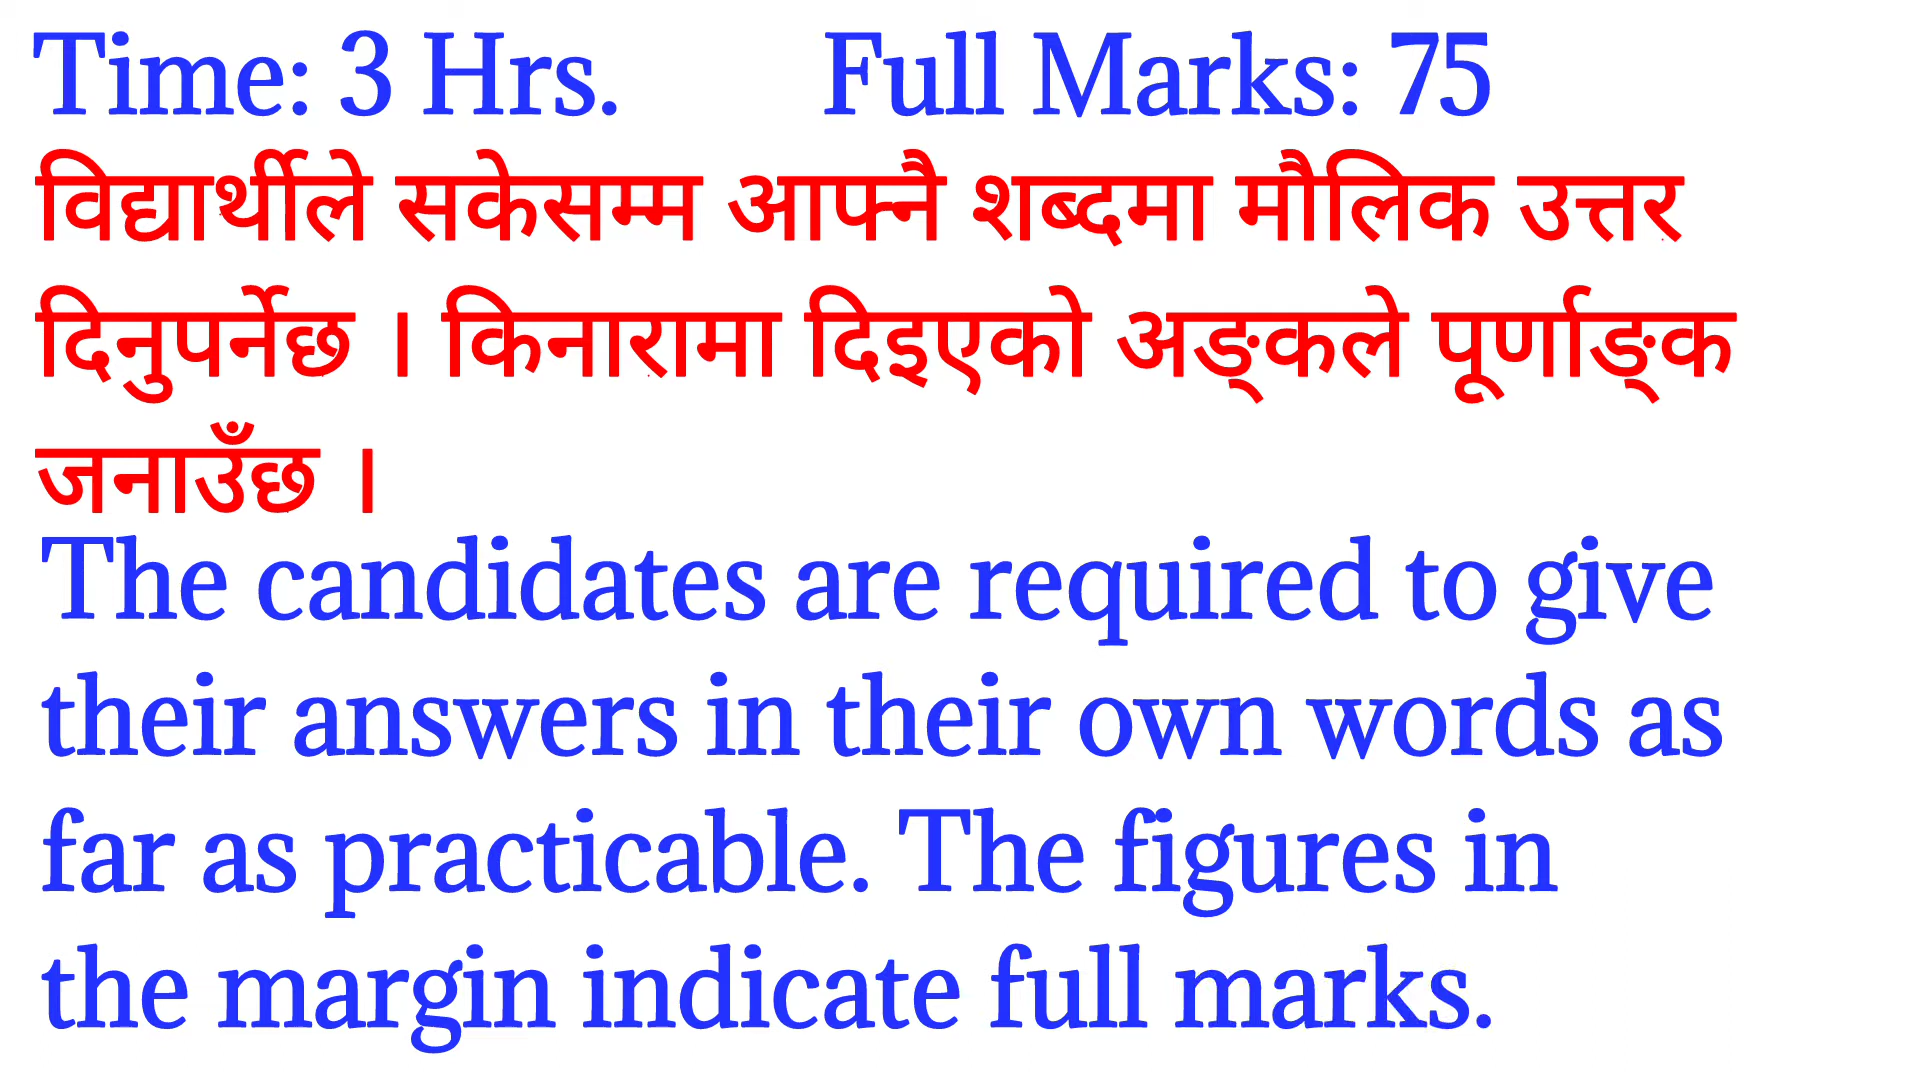 Time: 3 Hrs. Full Marks: 75
विद्यार्थीले सकेसम्म आफ्नै शब्दमा मौलिक उत्तर
दिनुपर्नेछ । किनारामा दिइएको अङ्कले पूर्णाङ्क
जनाउँछ ।
The candidates are required to give
their answers in their own words as
far as practicable. The figures in
the margin indicate full marks.